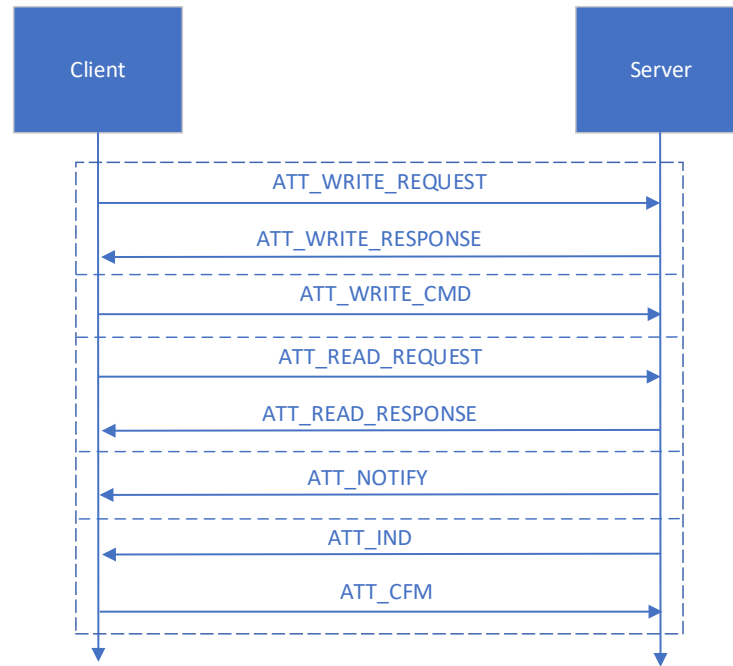 Client
Server
ATT_WRITE_REQUEST
ATT_WRITE_RESPONSE
ATT_WRITE_CMD
ATT_READ_REQUEST
ATT_READ_RESPONSE
ATT_NOTIFY
ATT_IND
ATT_CFM